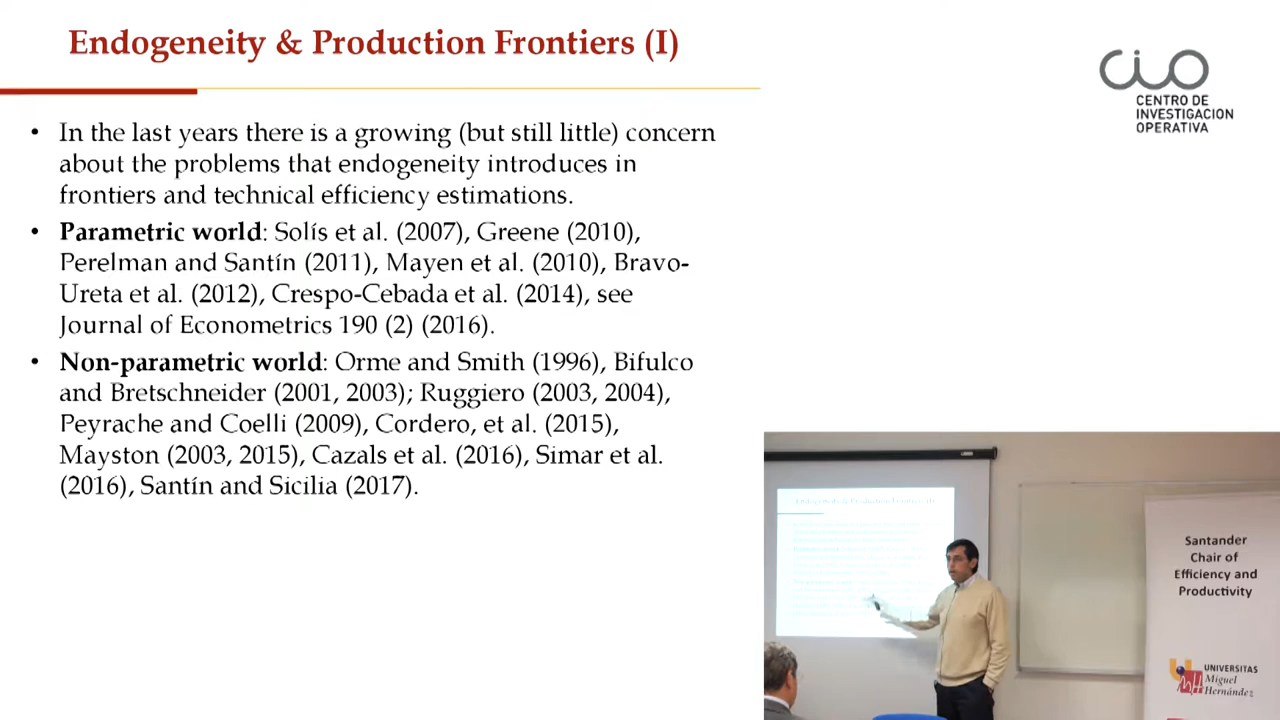 Endogeneity & Production Frontiers (I)
CIO
CENTRO DE
INVESTIGACION
OPERATIVA
• In the last years there is a growing (but still little) concern
about the problems that endogeneity introduces in
frontiers and technical efficiency estimations.
• Parametric world: Solís et al. (2007), Greene (2010),
Perelman and Santín (2011), Mayen et al. (2010), Bravo-
Ureta et al. (2012), Crespo-Cebada et al. (2014), see
Journal of Econometrics 190 (2) (2016).
• Non-parametric world: Orme and Smith (1996), Bifulco
and Bretschneider (2001, 2003); Ruggiero (2003, 2004),
Peyrache and Coelli (2009), Cordero, et al. (2015),
Mayston (2003, 2015), Cazals et al. (2016), Simar et al.
(2016), Santín and Sicilia (2017).
Endogeneity & Production Frontiers (I)
Santander
Chair of
Efficiency and
Productivity
UNIVERSITAS
Miguel
Hernández